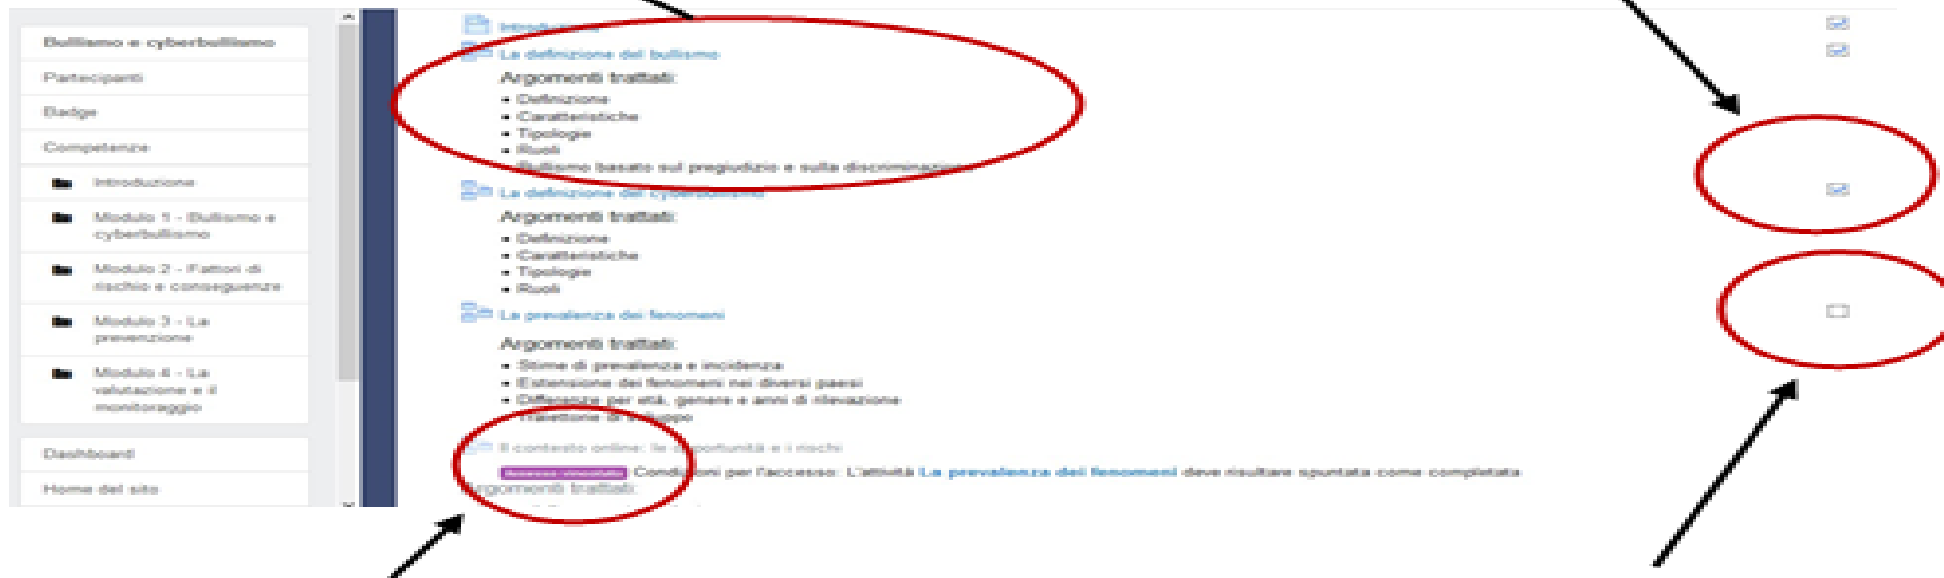 Bullismo e cyberbullismo
Partecipanti
Badge
Competenze
Introduzione
Modulo 1 - Bullismo e
cyberbullismo
Modulo 2 - Fattori di
rischio e conseguenze
Modulo 3 - La
prevenzione
Modulo 4 - La
valutazione e il
monitoraggio
Dashboard
Home del sito
Introduzione
La definizione del bullismo
Argomenti trattati:
Definizione
Caratteristiche
Tipologie
Ruoli
Bullismo basato sul pregiudizio e sulla discriminazione
La definizione del cyberbullismo
Argomenti trattati:
Definizione
Caratteristiche
Tipologie
Ruoli
La prevalenza dei fenomeni
Argomenti trattati:
Stime di prevalenza e incidenza
Estensione dei fenomeni nei diversi paesi
Differenze per età, genere e anni di rilevazione
Traiettorie di sviluppo
Il contesto online: le opportunità e i rischi
Accesso vincolato Condizioni per l'accesso: L'attività La prevalenza dei fenomeni deve risultare spuntata come completata
Argomenti trattati: